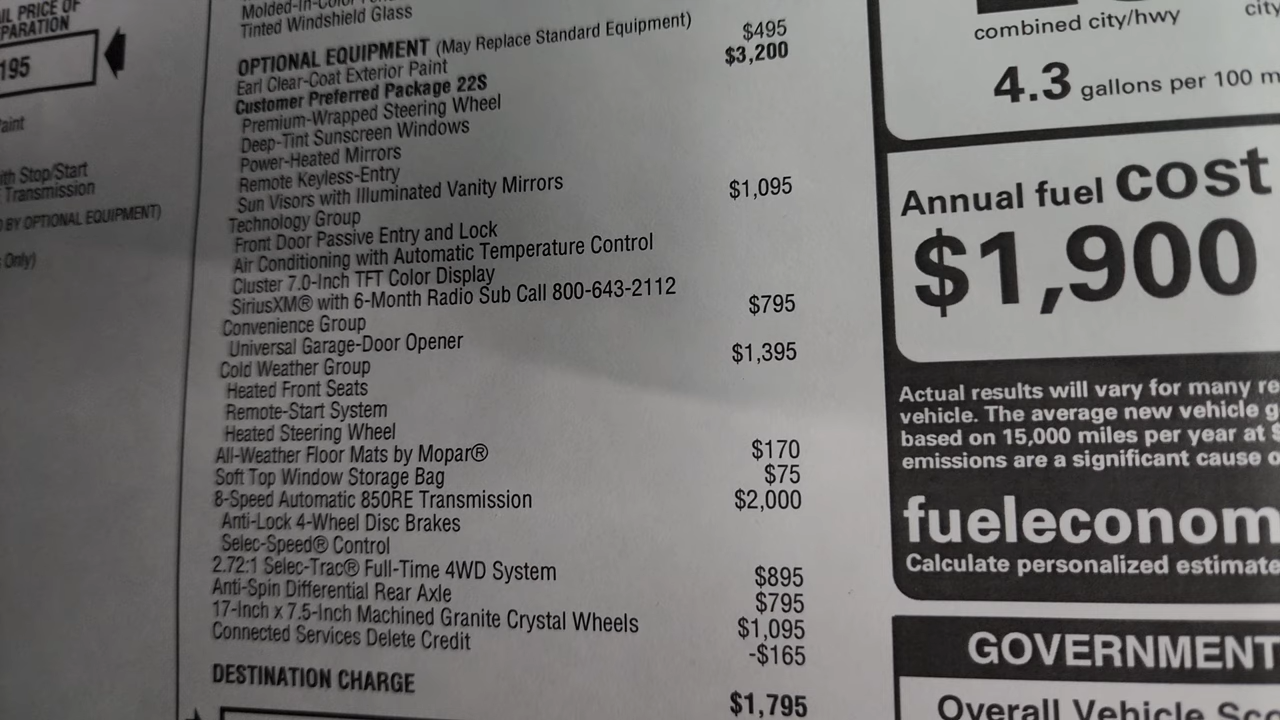 IL PRICE OF
PARATION
195
Paint
ith Stop/Start
Transmission
BY OPTIONAL EQUIPMENT)
Only)
Molded-In-Color
Tinted Windshield Glass
OPTIONAL EQUIPMENT (May Replace Standard Equipment)
Earl Clear-Coat Exterior Paint $495
Customer Preferred Package 22S $3,200
Premium-Wrapped Steering Wheel
Deep-Tint Sunscreen Windows
Power-Heated Mirrors
Remote Keyless-Entry
Sun Visors with Illuminated Vanity Mirrors
Technology Group $1,095
Front Door Passive Entry and Lock
Air Conditioning with Automatic Temperature Control
Cluster 7.0-Inch TFT Color Display
SiriusXM® with 6-Month Radio Sub Call 800-643-2112
Convenience Group $795
Universal Garage-Door Opener
Cold Weather Group $1,395
Heated Front Seats
Remote-Start System
Heated Steering Wheel
All-Weather Floor Mats by Mopar® $170
Soft Top Window Storage Bag $75
8-Speed Automatic 850RE Transmission $2,000
Anti-Lock 4-Wheel Disc Brakes
Selec-Speed® Control
2.72:1 Selec-Trac® Full-Time 4WD System $895
Anti-Spin Differential Rear Axle $795
17-Inch x 7.5-Inch Machined Granite Crystal Wheels $1,095
Connected Services Delete Credit -$165
DESTINATION CHARGE $1,795
combined city/hwy city
4.3 gallons per 100 m
Annual fuel cost
$1,900
Actual results will vary for many re
vehicle. The average new vehicle g
based on 15,000 miles per year at $
emissions are a significant cause o
fueleconom
Calculate personalized estimate
GOVERNMENT
Overall Vehicle Sco